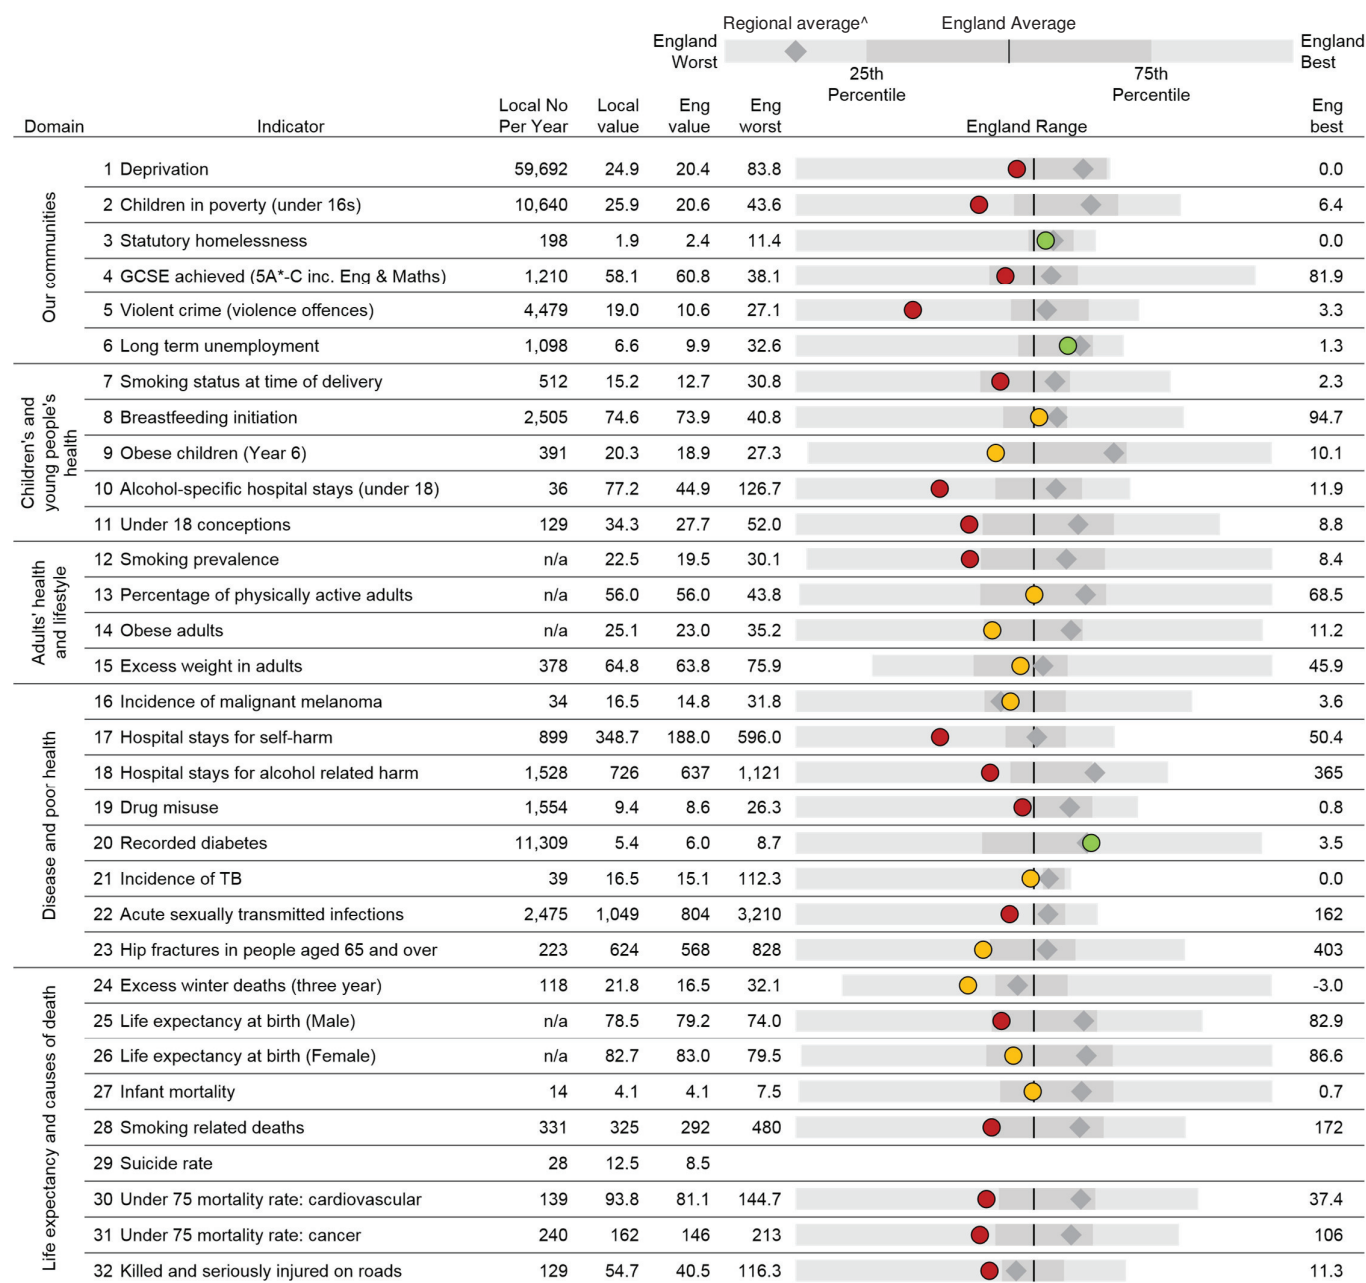 Regional average^ England Average
England Worst England Best
25th Percentile 75th Percentile
Domain Indicator Local No Per Year Local value Eng value Eng worst England Range Eng best
Our communities
1 Deprivation 59,692 24.9 20.4 83.8 0.0
2 Children in poverty (under 16s) 10,640 25.9 20.6 43.6 6.4
3 Statutory homelessness 198 1.9 2.4 11.4 0.0
4 GCSE achieved (5A*-C inc. Eng & Maths) 1,210 58.1 60.8 38.1 81.9
5 Violent crime (violence offences) 4,479 19.0 10.6 27.1 3.3
6 Long term unemployment 1,098 6.6 9.9 32.6 1.3
Children's and young people's health
7 Smoking status at time of delivery 512 15.2 12.7 30.8 2.3
8 Breastfeeding initiation 2,505 74.6 73.9 40.8 94.7
9 Obese children (Year 6) 391 20.3 18.9 27.3 10.1
10 Alcohol-specific hospital stays (under 18) 36 77.2 44.9 126.7 11.9
11 Under 18 conceptions 129 34.3 27.7 52.0 8.8
Adults' health and lifestyle
12 Smoking prevalence n/a 22.5 19.5 30.1 8.4
13 Percentage of physically active adults n/a 56.0 56.0 43.8 68.5
14 Obese adults n/a 25.1 23.0 35.2 11.2
15 Excess weight in adults 378 64.8 63.8 75.9 45.9
Disease and poor health
16 Incidence of malignant melanoma 34 16.5 14.8 31.8 3.6
17 Hospital stays for self-harm 899 348.7 188.0 596.0 50.4
18 Hospital stays for alcohol related harm 1,528 726 637 1,121 365
19 Drug misuse 1,554 9.4 8.6 26.3 0.8
20 Recorded diabetes 11,309 5.4 6.0 8.7 3.5
21 Incidence of TB 39 16.5 15.1 112.3 0.0
22 Acute sexually transmitted infections 2,475 1,049 804 3,210 162
23 Hip fractures in people aged 65 and over 223 624 568 828 403
Life expectancy and causes of death
24 Excess winter deaths (three year) 118 21.8 16.5 32.1 -3.0
25 Life expectancy at birth (Male) n/a 78.5 79.2 74.0 82.9
26 Life expectancy at birth (Female) n/a 82.7 83.0 79.5 86.6
27 Infant mortality 14 4.1 4.1 7.5 0.7
28 Smoking related deaths 331 325 292 480 172
29 Suicide rate 28 12.5 8.5
30 Under 75 mortality rate: cardiovascular 139 93.8 81.1 144.7 37.4
31 Under 75 mortality rate: cancer 240 162 146 213 106
32 Killed and seriously injured on roads 129 54.7 40.5 116.3 11.3